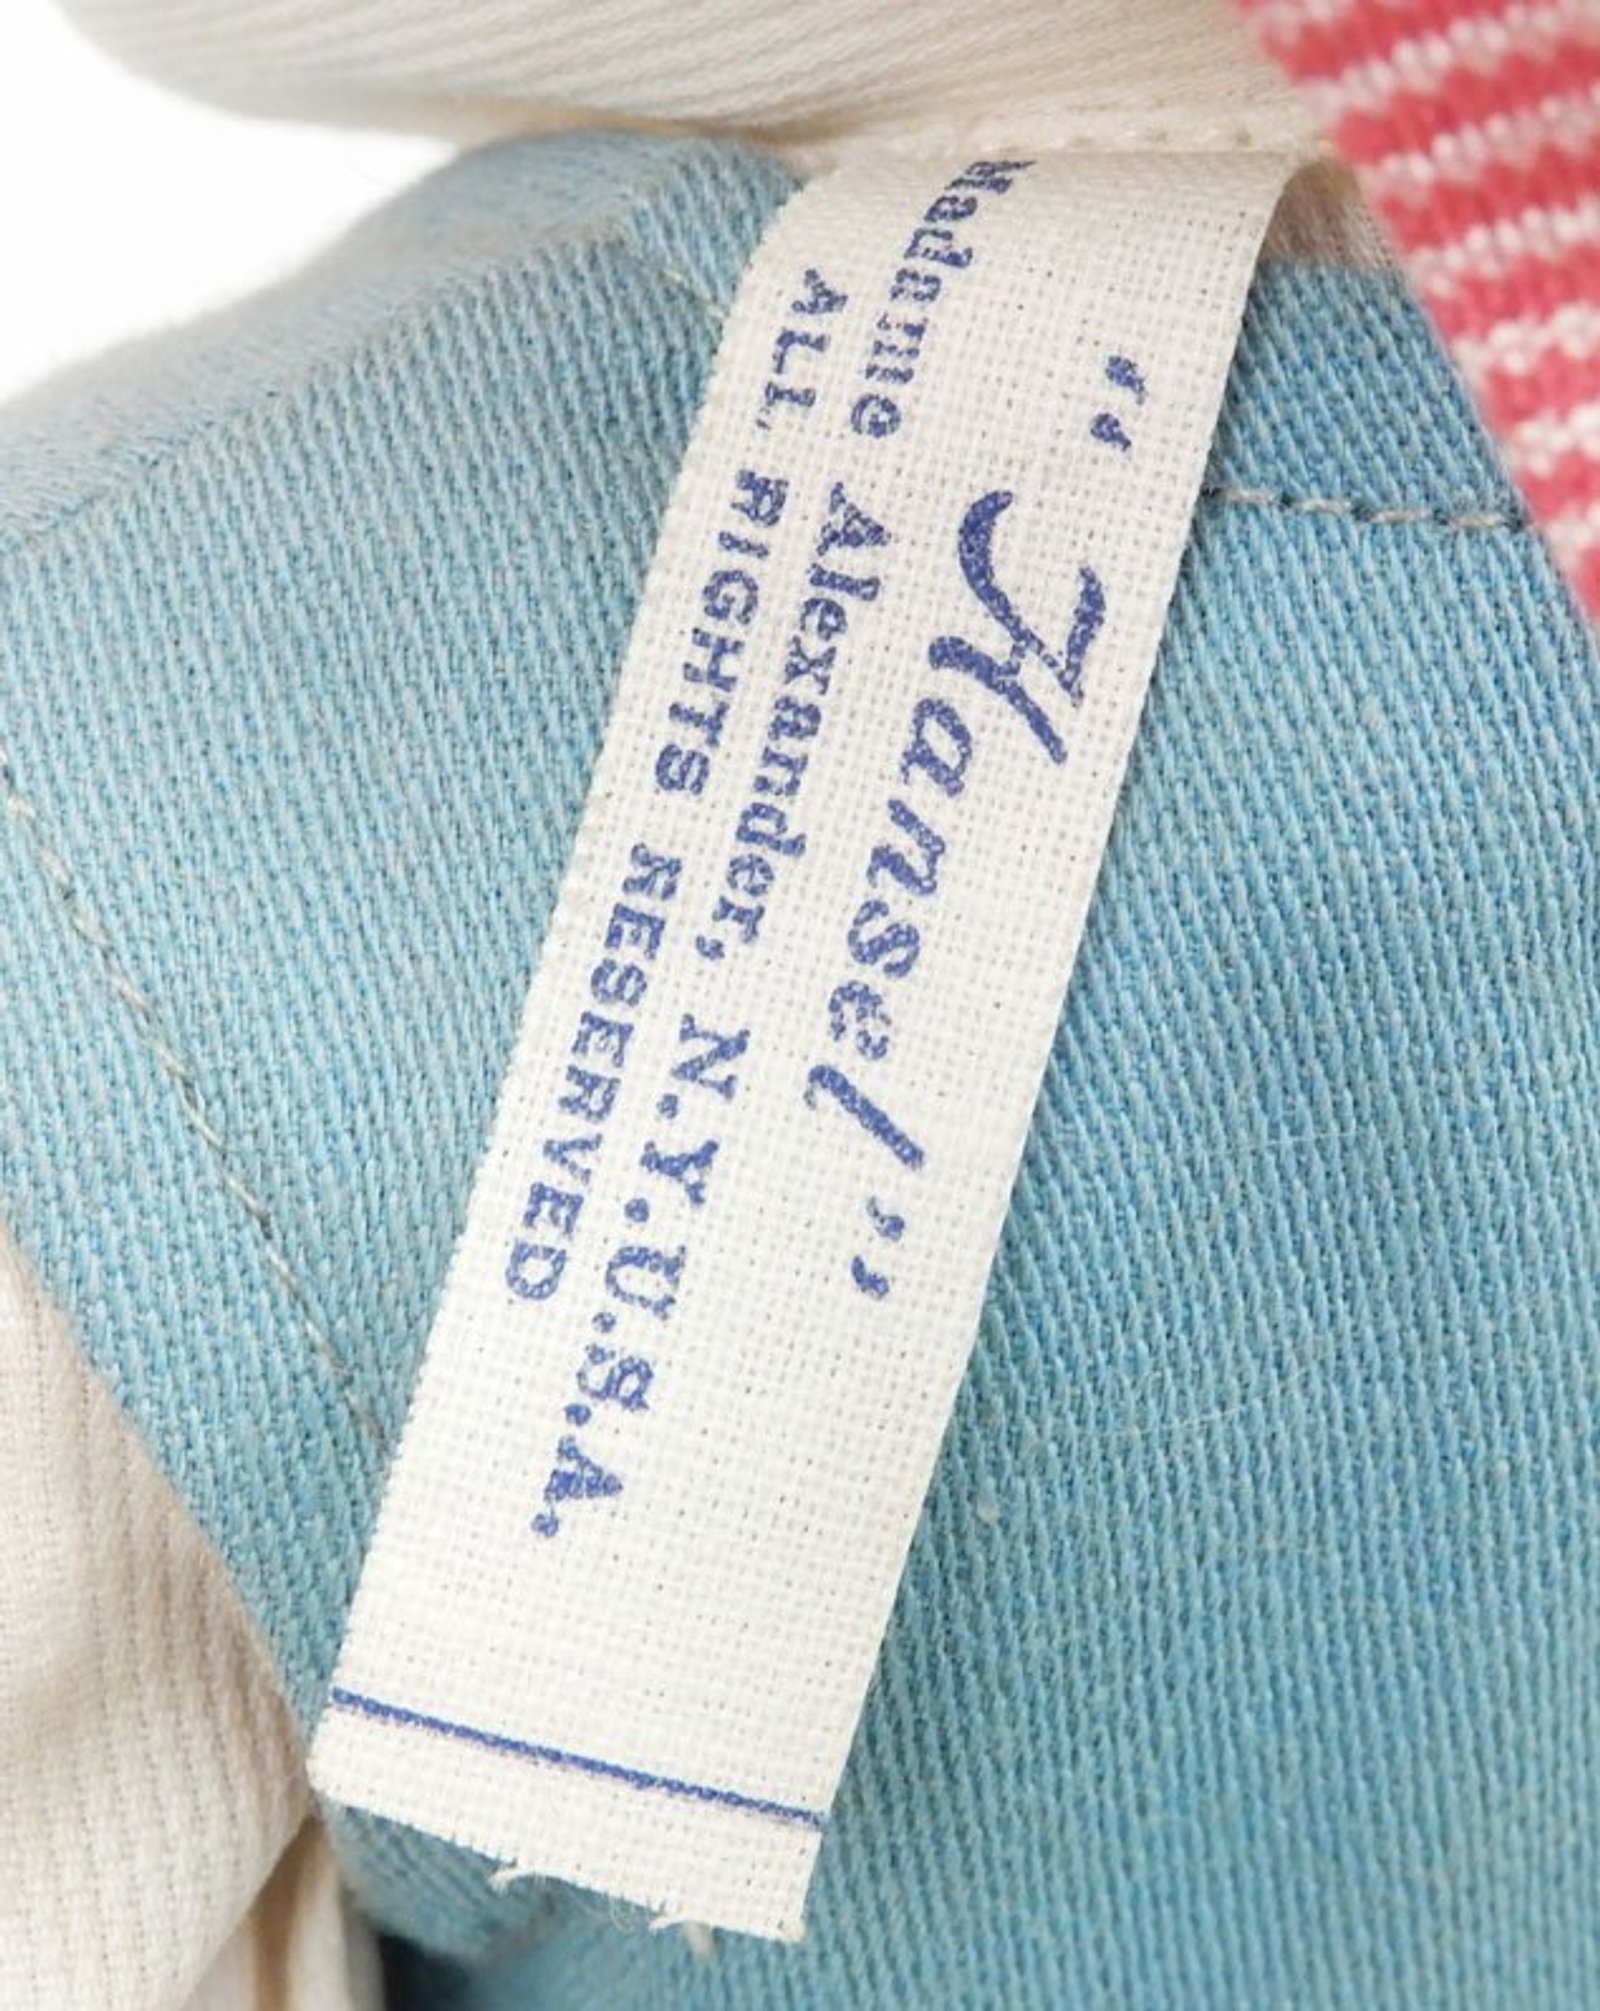 “Hansel”
Madame Alexander, N.Y.U.S.A.
ALL RIGHTS RESERVED